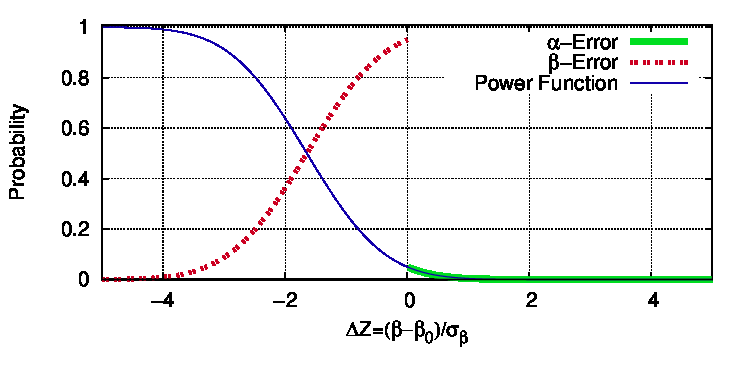 1
0.8
0.6
0.4
0.2
0
Probability
α−Error
β−Error
Power Function
−4 −2 0 2 4
ΔZ=(β−β0)/σβ